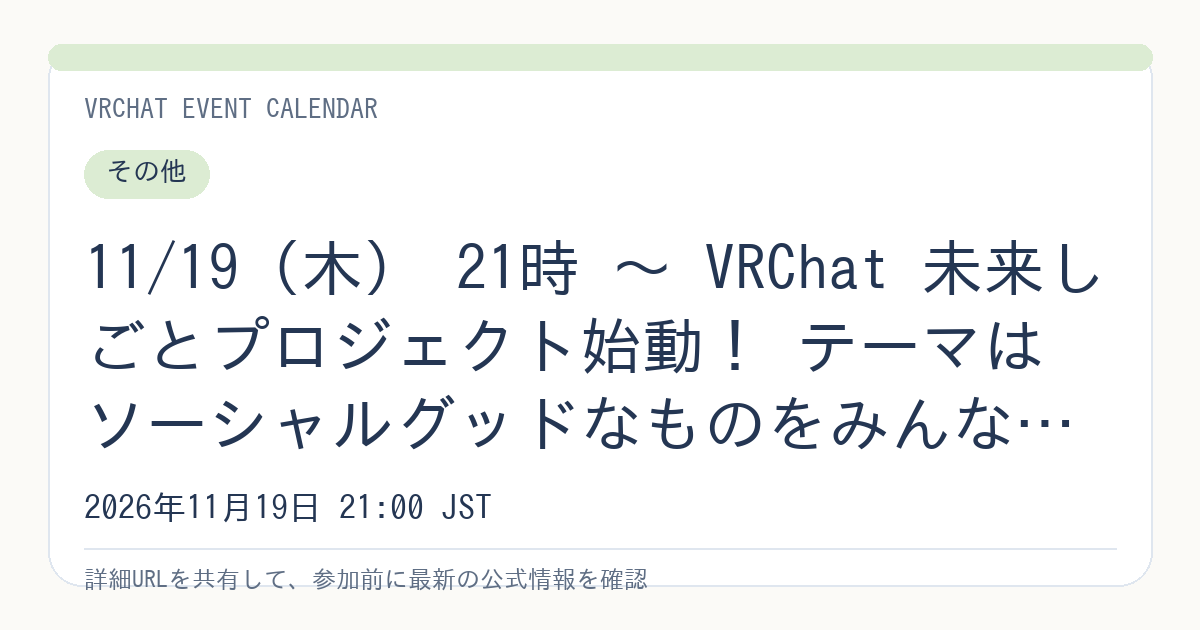 VRCHAT EVENT CALENDAR
その他
11/19（木） 21時 〜 VRChat 未来し
ごとプロジェクト始動！ テーマは
ソーシャルグッドなものをみんな…
2026年11月19日 21:00 JST
詳細URLを共有して、参加前に最新の公式情報を確認